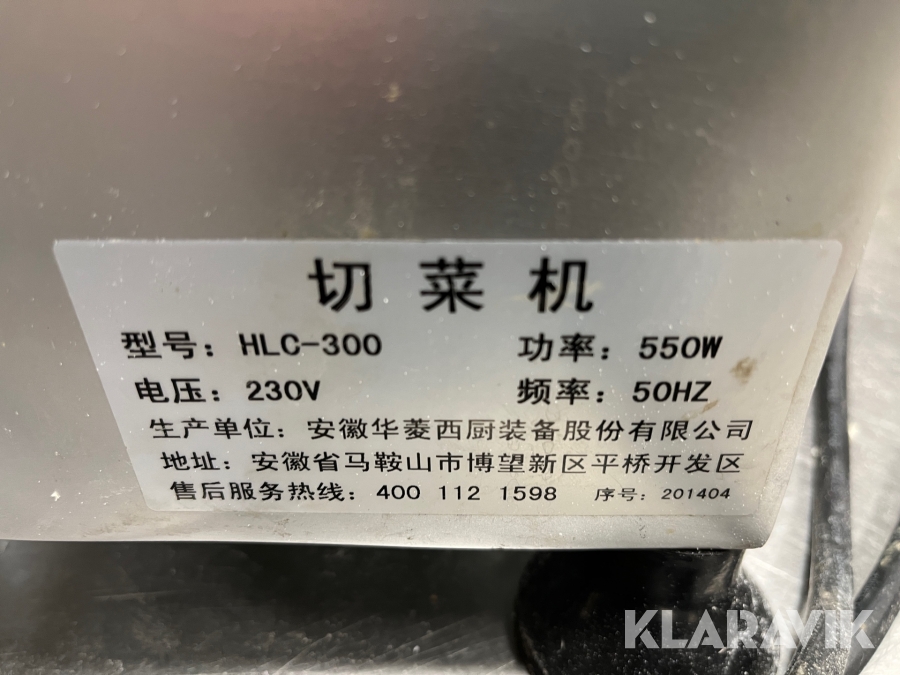 切菜机
型号: HLC-300 功率: 550W
电压: 230V 频率: 50HZ
生产单位: 安徽华菱西厨装备股份有限公司
地址: 安徽省马鞍山市博望新区平桥开发区
售后服务热线: 400 112 1598 序号: 201404
KLARAVIK